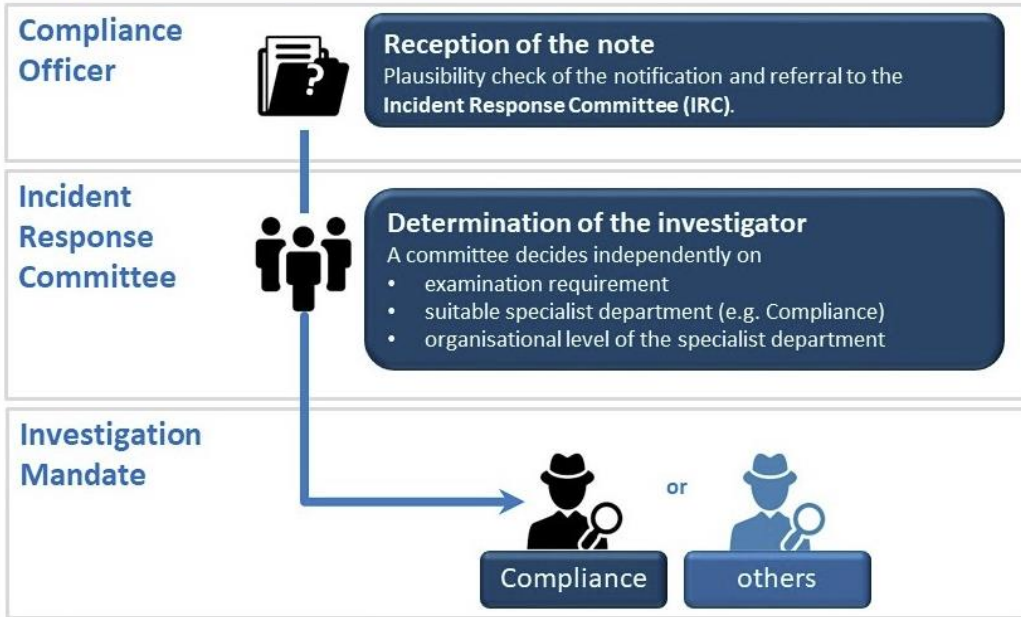 Compliance
Officer
?
Reception of the note
Plausibility check of the notification and referral to the
Incident Response Committee (IRC).
Incident
Response
Committee
Determination of the investigator
A committee decides independently on
• examination requirement
• suitable specialist department (e.g. Compliance)
• organisational level of the specialist department
Investigation
Mandate
or
Compliance
others